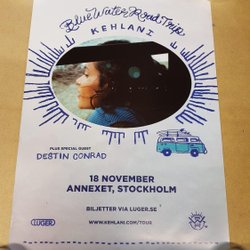 Blue Water Road Trip
KEHLANI
PLUS SPECIAL GUEST
DESTIN CONRAD
18 NOVEMBER
ANNEXET, STOCKHOLM
BILJETTER VIA LUGER.SE
LUGER
WWW.KEHLANI.COM/TOUR